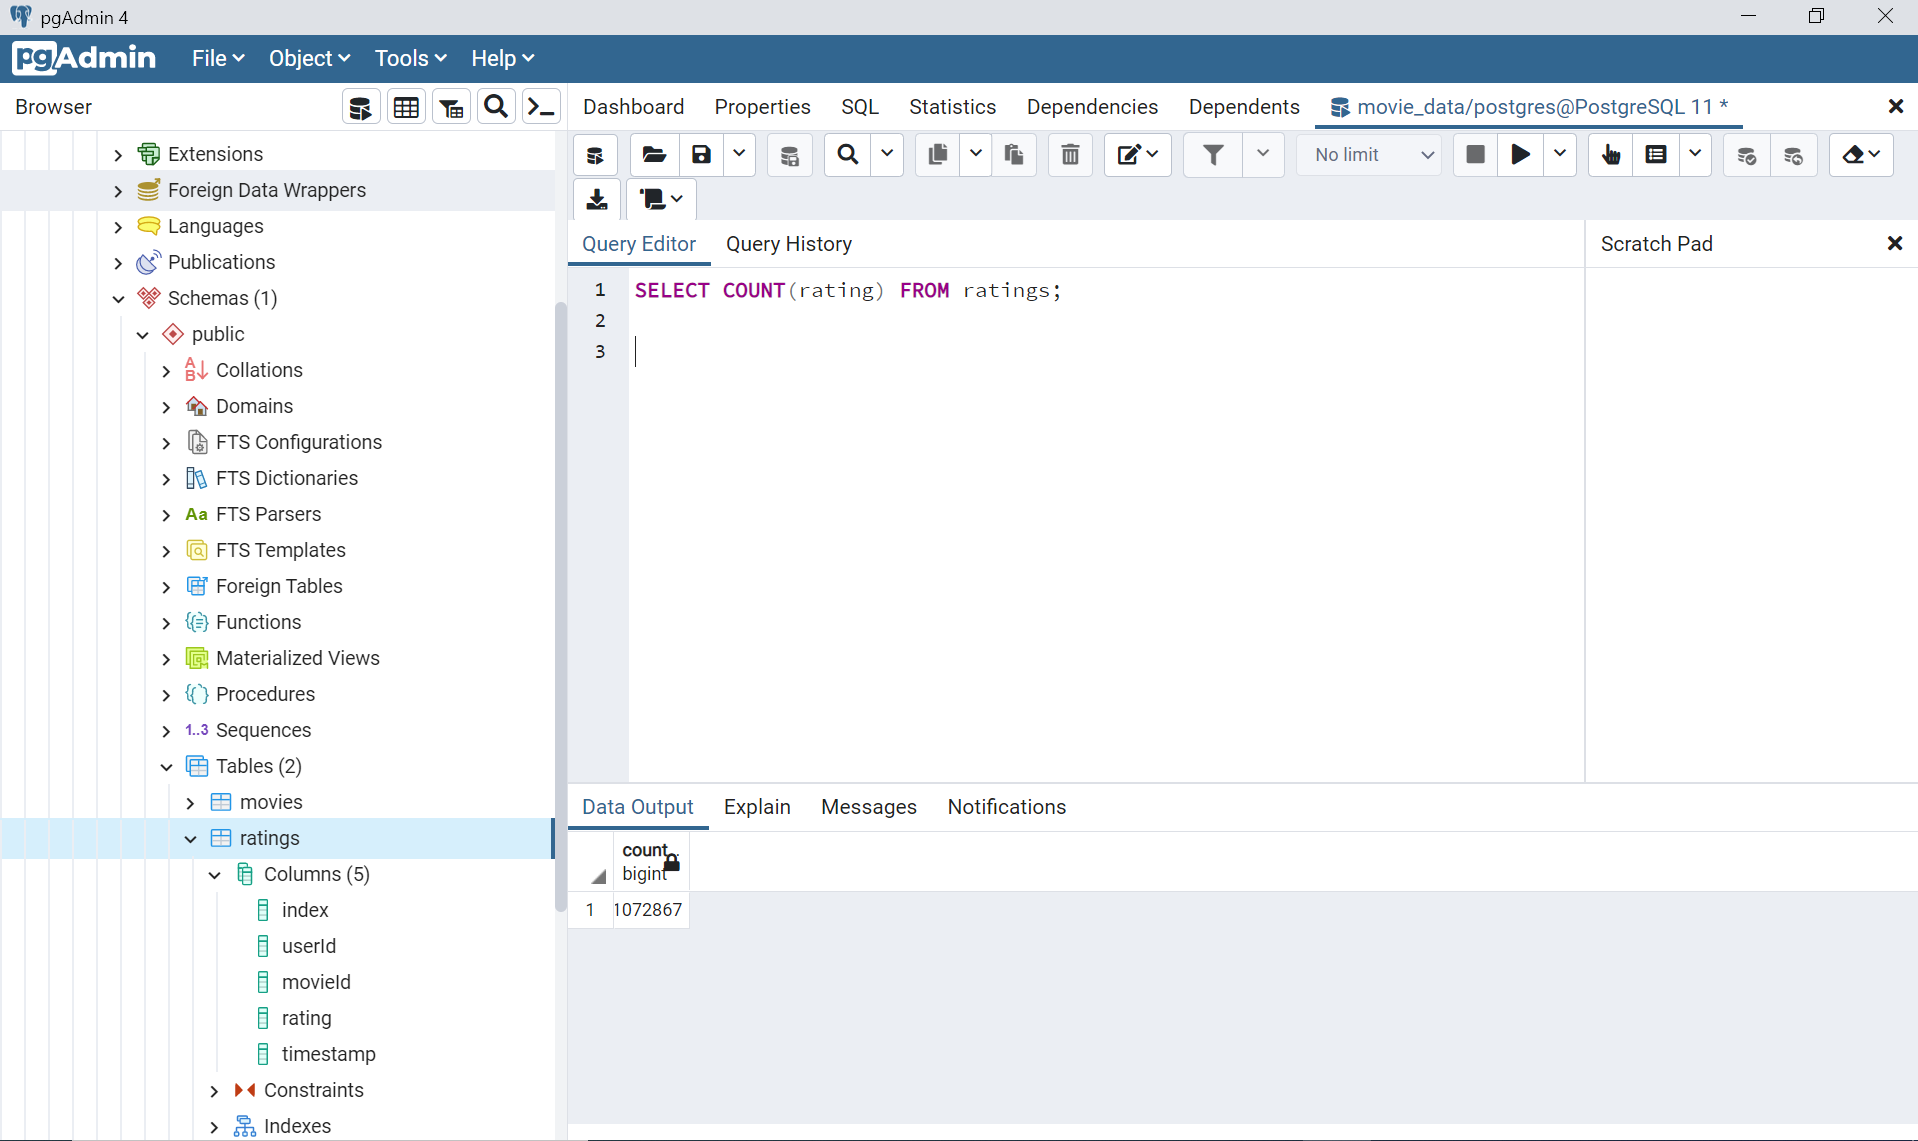 pgAdmin 4
pgAdmin File Object Tools Help
Browser
Dashboard Properties SQL Statistics Dependencies Dependents movie_data/postgres@PostgreSQL 11 *
No limit
Extensions
Foreign Data Wrappers
Languages
Publications
Schemas (1)
public
Collations
Domains
FTS Configurations
FTS Dictionaries
Aa FTS Parsers
FTS Templates
Foreign Tables
Functions
Materialized Views
Procedures
1..3 Sequences
Tables (2)
movies
ratings
Columns (5)
index
userId
movieId
rating
timestamp
Constraints
Indexes
Query Editor Query History
Scratch Pad
1 SELECT COUNT(rating) FROM ratings;
2
3
Data Output Explain Messages Notifications
count
bigint
1 1072867